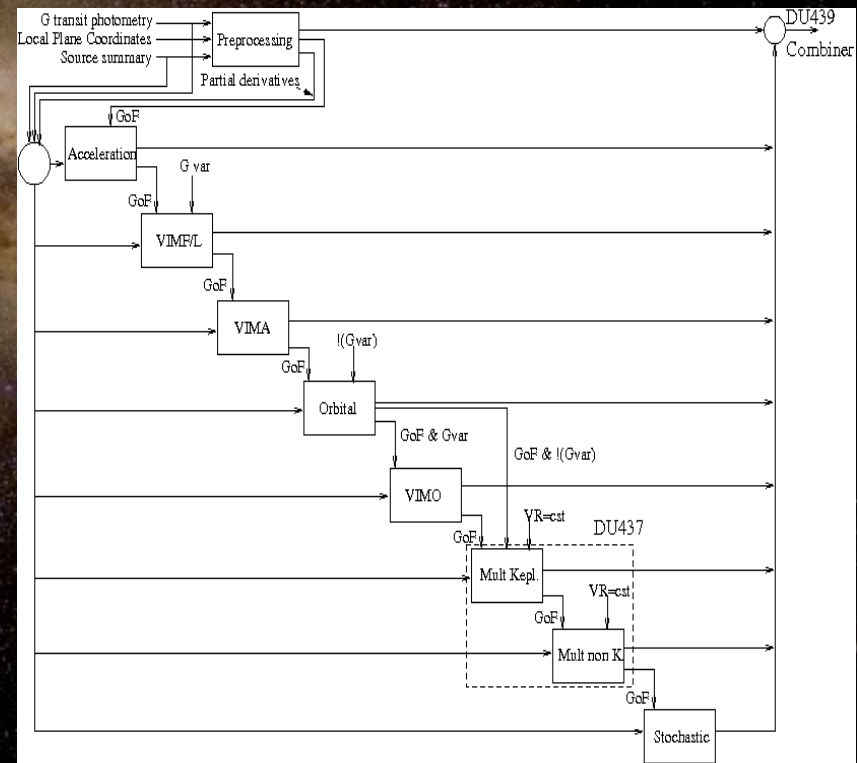 G transit photometry
Local Plane Coordinates
Source summary
Preprocessing
DU439
Combiner
Partial derivatives
GoF
Acceleration
G var
GoF
VIMF/L
GoF
VIMA
!(Gvar)
GoF
Orbital
GoF & Gvar
GoF & !(Gvar)
VIMO
VR=cst
DU437
GoF
Mult Kepl.
VR=cst
GoF
Mult non K.
GoF
Stochastic